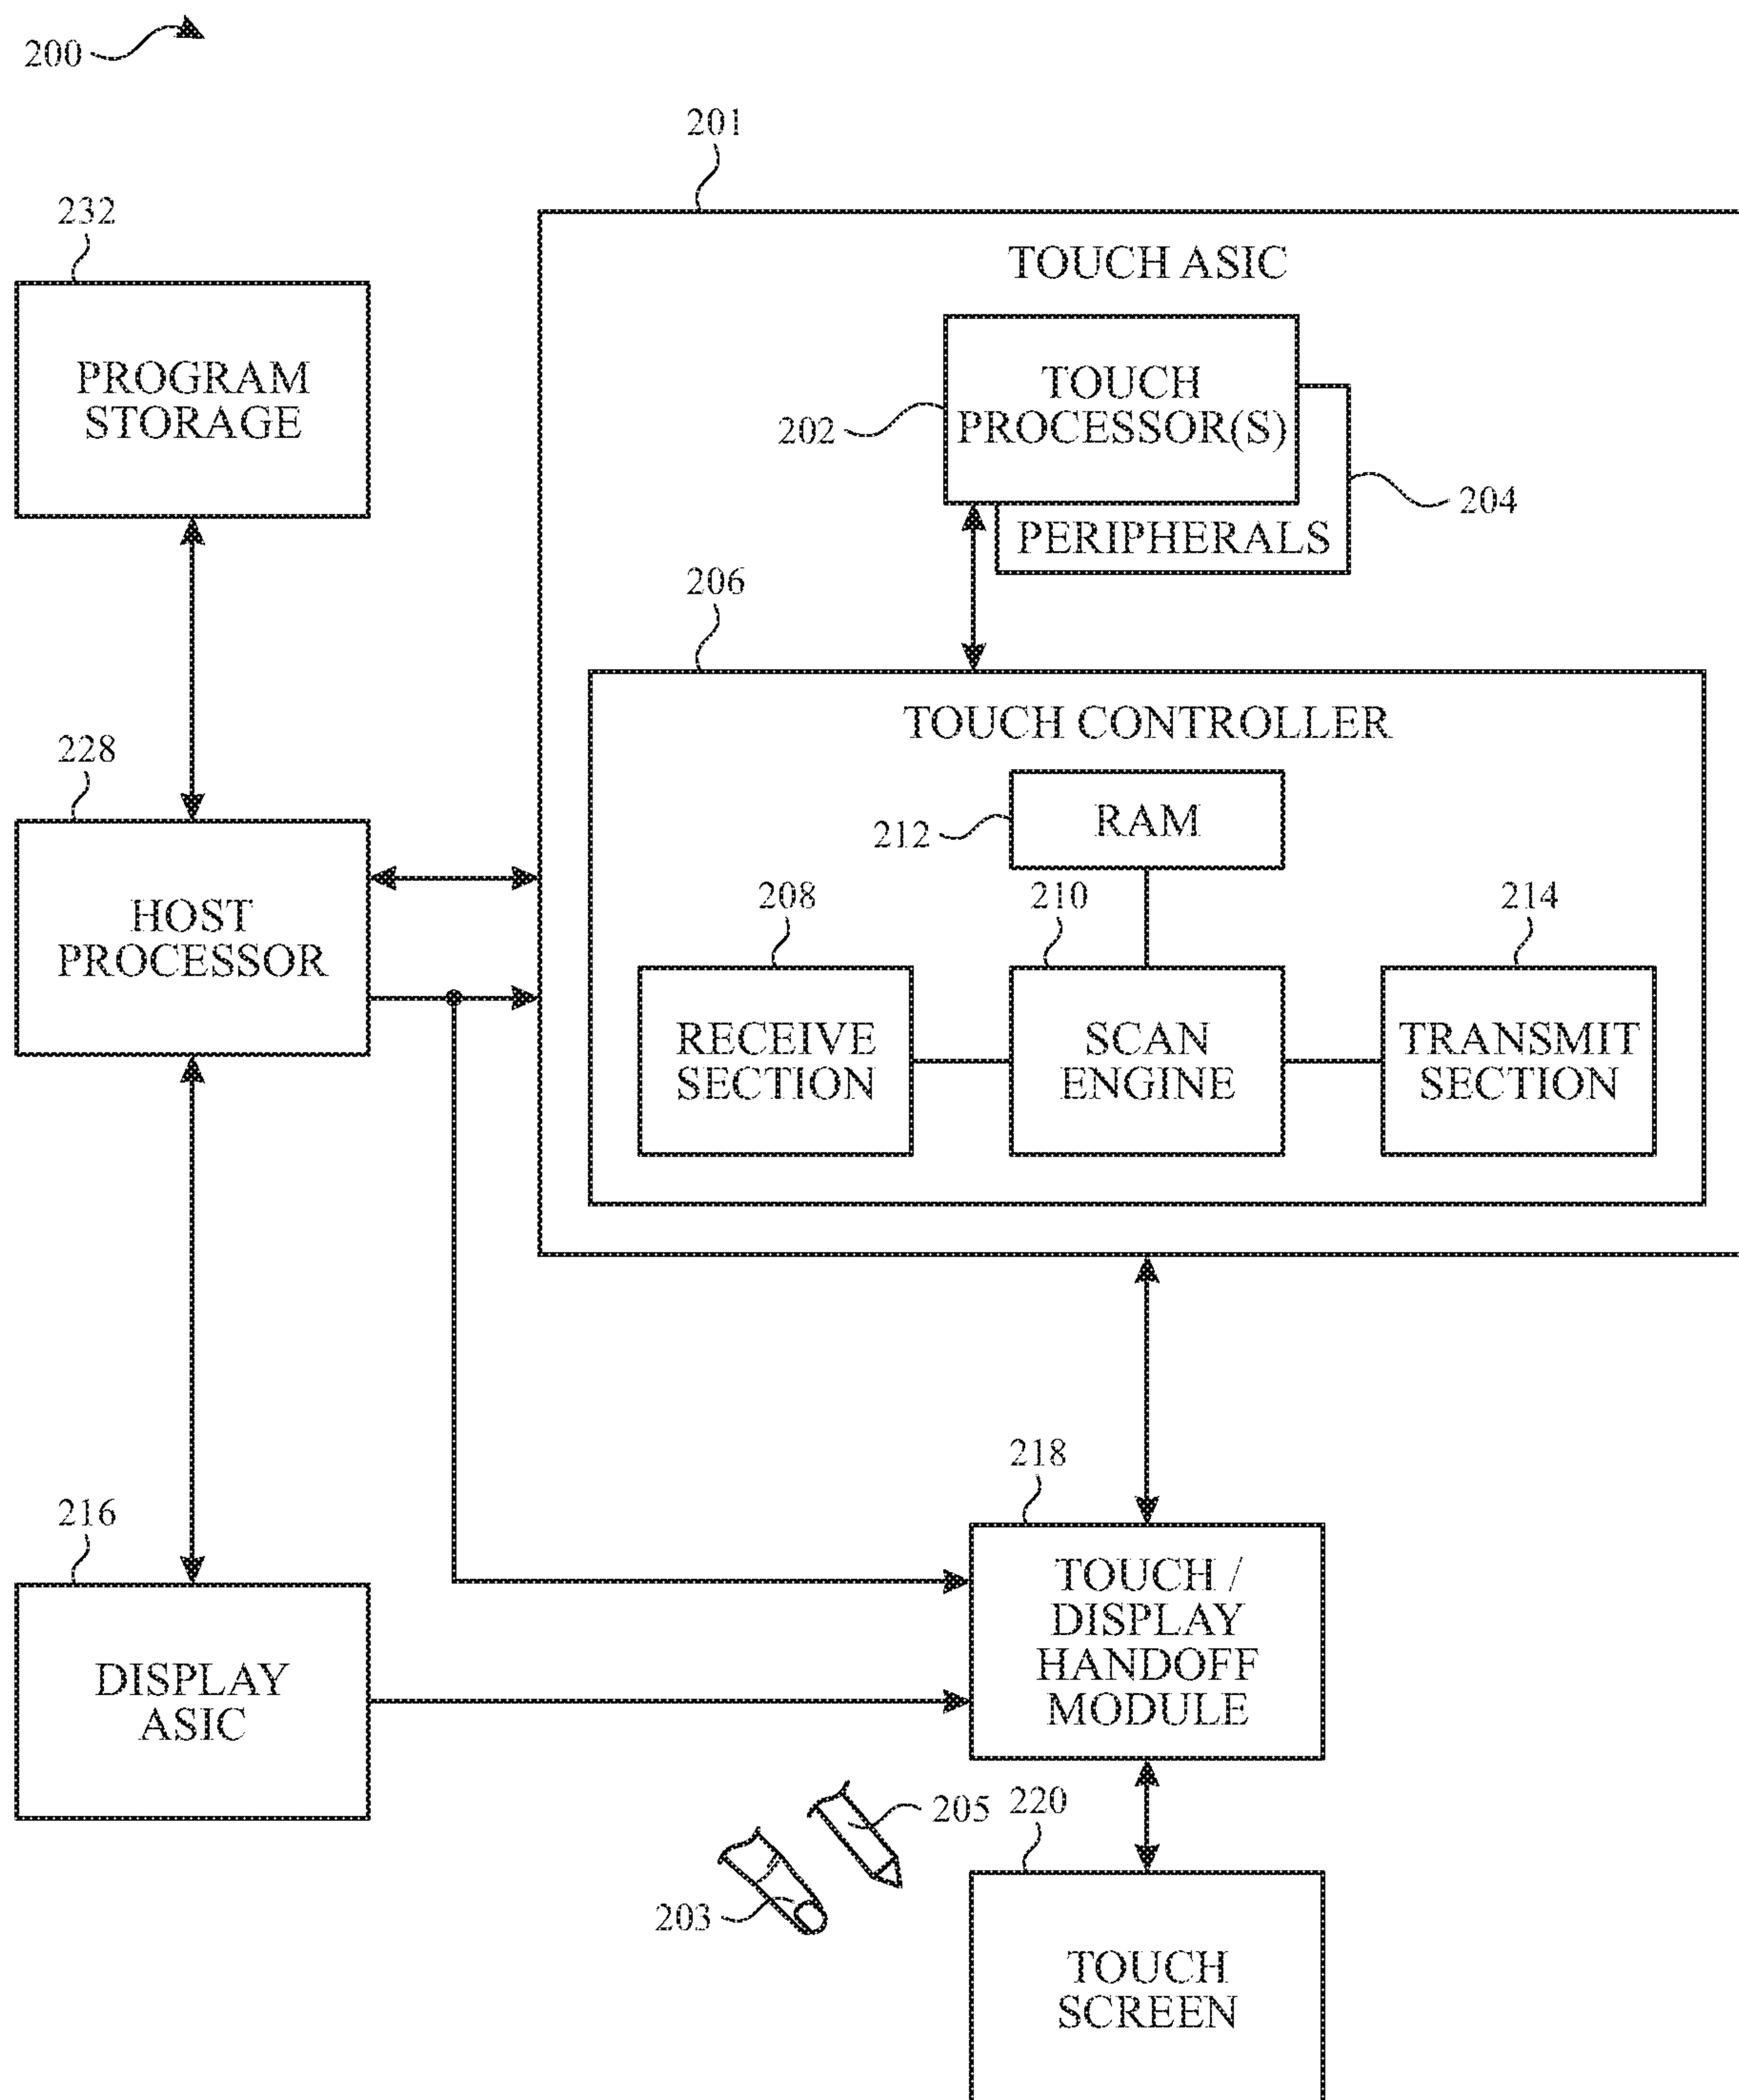 200
201
232
TOUCH ASIC
PROGRAM
STORAGE
TOUCH
PROCESSOR(S)
202
204
PERIPHERALS
206
TOUCH CONTROLLER
228
RAM
212
HOST
PROCESSOR
208
210
214
RECEIVE
SECTION
SCAN
ENGINE
TRANSMIT
SECTION
218
216
TOUCH /
DISPLAY
HANDOFF
MODULE
DISPLAY
ASIC
205
220
203
TOUCH
SCREEN